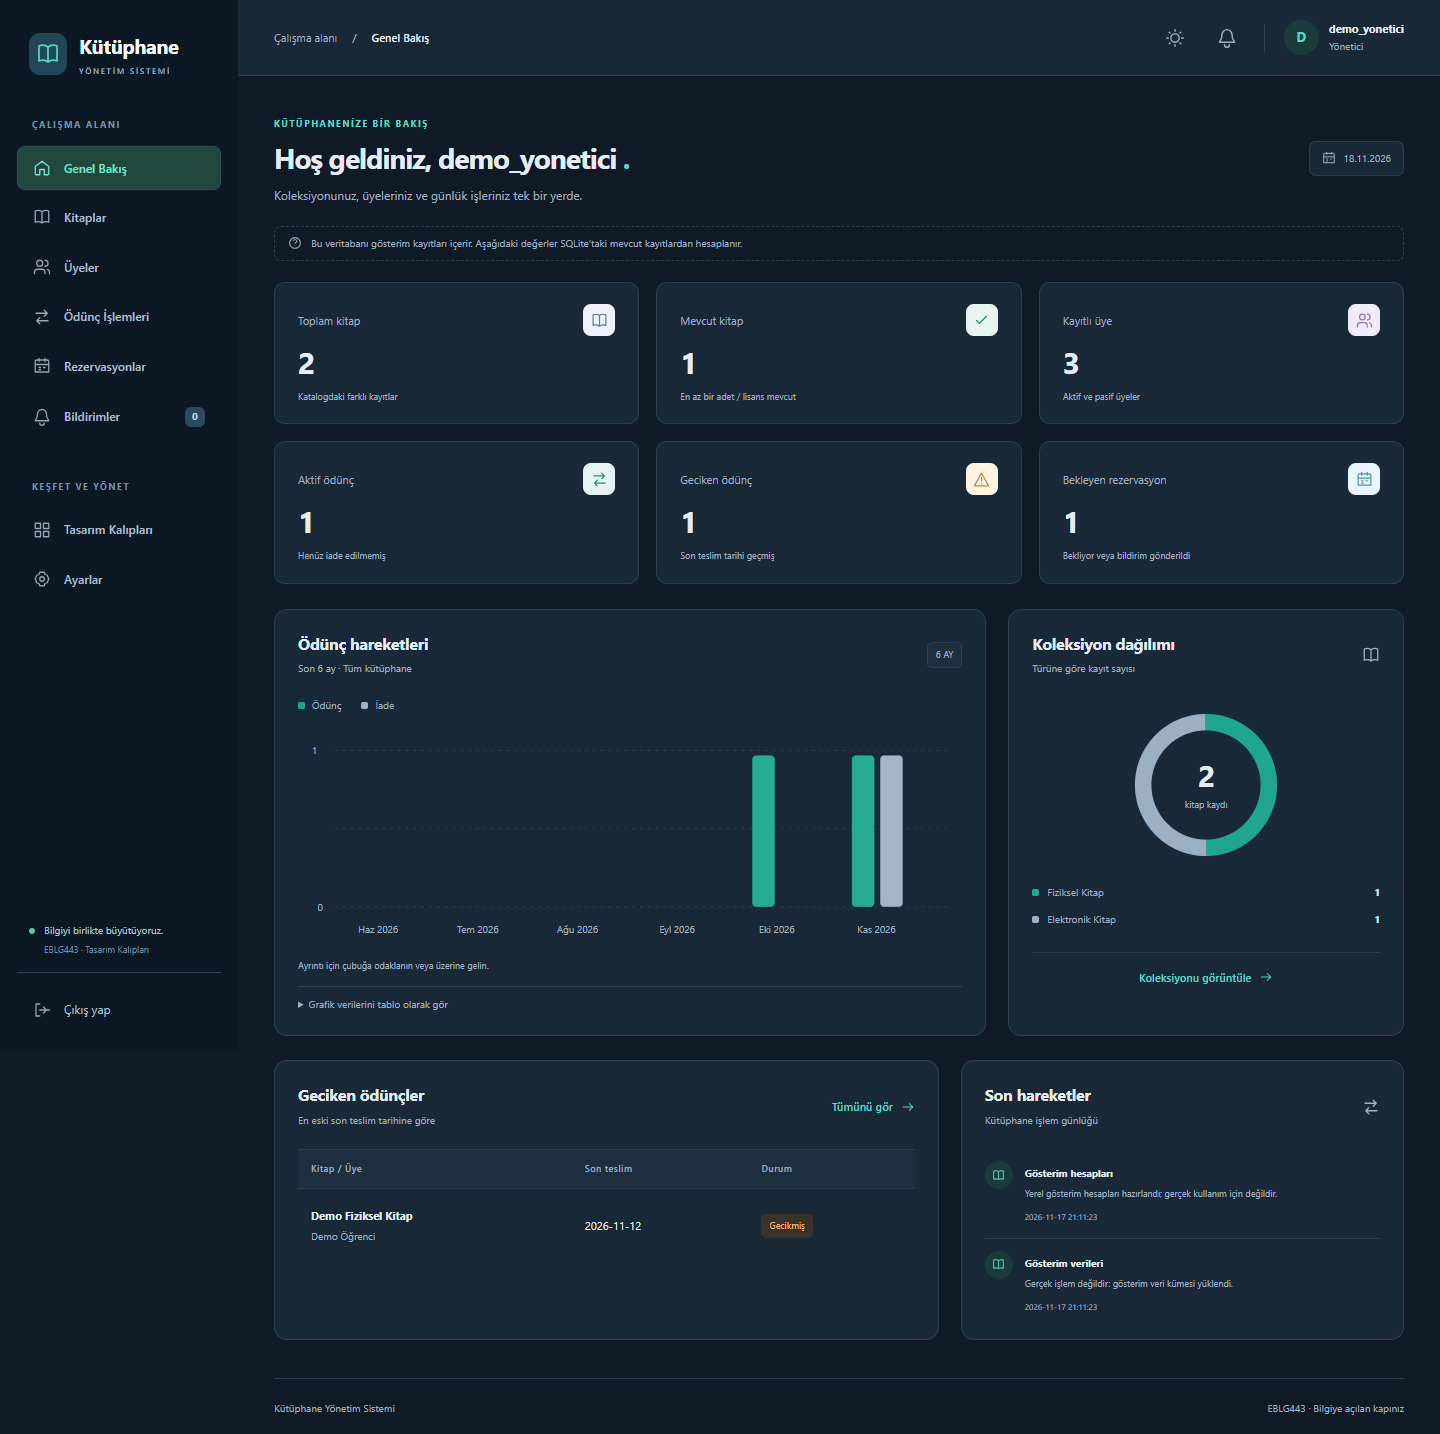 Kütüphane
YÖNETİM SİSTEMİ
ÇALIŞMA ALANI
Genel Bakış
Kitaplar
Üyeler
Ödünç İşlemleri
Rezervasyonlar
Bildirimler 0
KEŞFET VE YÖNET
Tasarım Kalıpları
Ayarlar
Bilgiyi birlikte büyütüyoruz.
EBLG443 · Tasarım Kalıpları
Çıkış yap
Çalışma alanı / Genel Bakış
D
demo_yonetici
Yönetici
KÜTÜPHANENİZE BİR BAKIŞ
Hoş geldiniz, demo_yonetici .
18.11.2026
Koleksiyonunuz, üyeleriniz ve günlük işleriniz tek bir yerde.
Bu veritabanı gösterim kayıtları içerir. Aşağıdaki değerler SQLite'taki mevcut kayıtlardan hesaplanır.
Toplam kitap
2
Katalogdaki farklı kayıtlar
Mevcut kitap
1
En az bir adet / lisans mevcut
Kayıtlı üye
3
Aktif ve pasif üyeler
Aktif ödünç
1
Henüz iade edilmemiş
Geciken ödünç
1
Son teslim tarihi geçmiş
Bekleyen rezervasyon
1
Bekliyor veya bildirim gönderildi
Ödünç hareketleri
Son 6 ay · Tüm kütüphane
6 AY
Ödünç İade
1
0
Haz 2026 Tem 2026 Ağu 2026 Eyl 2026 Eki 2026 Kas 2026
Ayrıntı için çubuğa odaklanın veya üzerine gelin.
Grafik verilerini tablo olarak gör
Koleksiyon dağılımı
Türüne göre kayıt sayısı
2
kitap kaydı
Fiziksel Kitap 1
Elektronik Kitap 1
Koleksiyonu görüntüle
Geciken ödünçler
En eski son teslim tarihine göre
Tümünü gör
Kitap / Üye Son teslim Durum
Demo Fiziksel Kitap
Demo Öğrenci
2026-11-12
Gecikmiş
Son hareketler
Kütüphane işlem günlüğü
Gösterim hesapları
Yerel gösterim hesapları hazırlandı; gerçek kullanım için değildir.
2026-11-17 21:11:23
Gösterim verileri
Gerçek işlem değildir: gösterim veri kümesi yüklendi.
2026-11-17 21:11:23
Kütüphane Yönetim Sistemi
EBLG443 · Bilgiye açılan kapınız